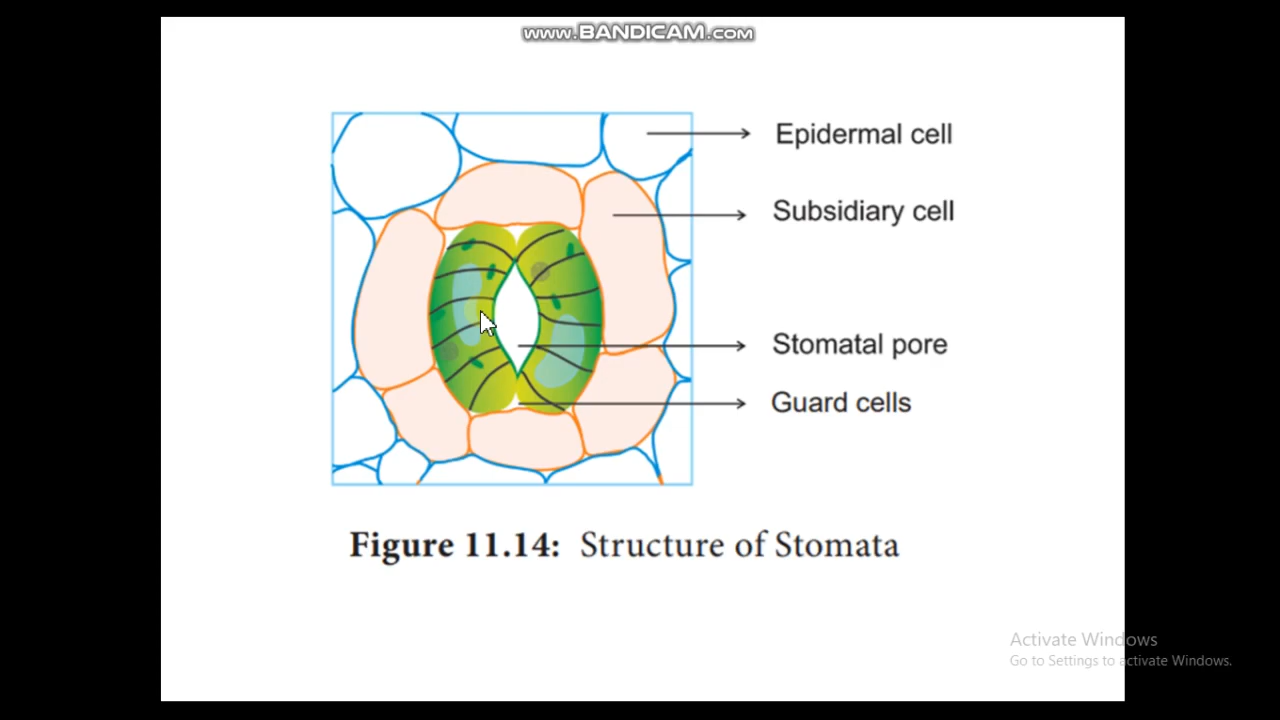 www.BANDICAM.com
Epidermal cell
Subsidiary cell
Stomatal pore
Guard cells
Figure 11.14: Structure of Stomata
Activate Windows
Go to Settings to activate Windows.